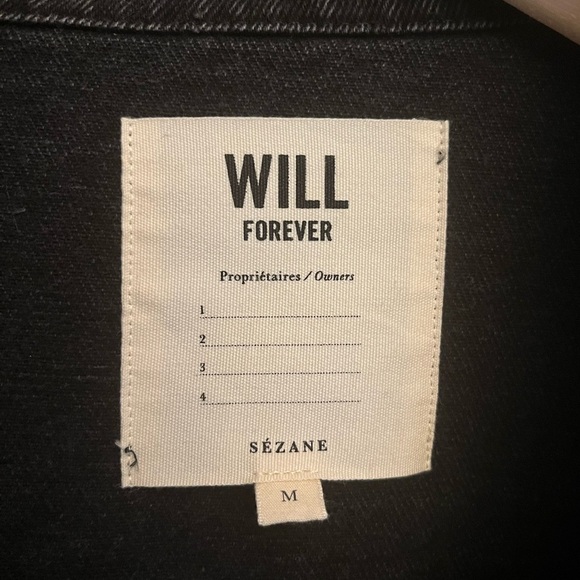 WILL
FOREVER
Propriétaires / Owners
1
2
3
4
SÉZANE
M